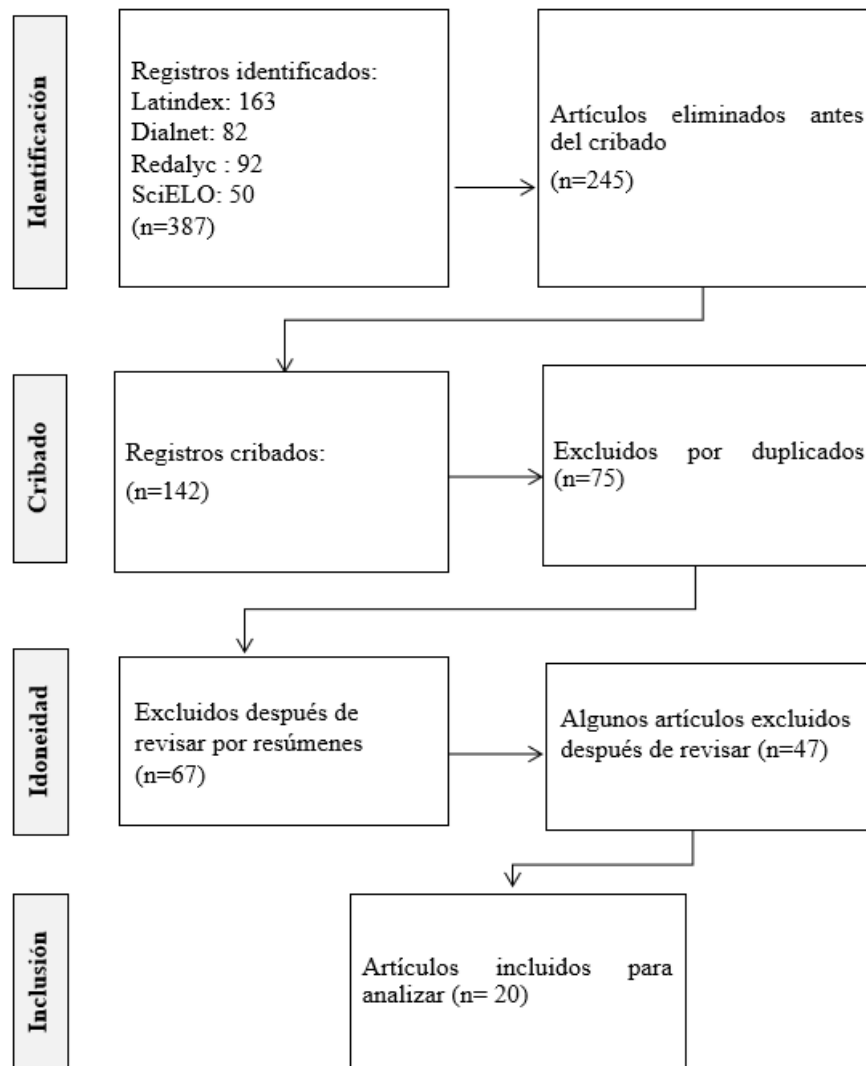 Identificación
Registros identificados:
Latindex: 163
Dialnet: 82
Redalyc : 92
SciELO: 50
(n=387)
Artículos eliminados antes
del cribado
(n=245)
Cribado
Registros cribados:
(n=142)
Excluidos por duplicados
(n=75)
Idoneidad
Excluidos después de
revisar por resúmenes
(n=67)
Algunos artículos excluidos
después de revisar (n=47)
Inclusión
Artículos incluidos para
analizar (n= 20)